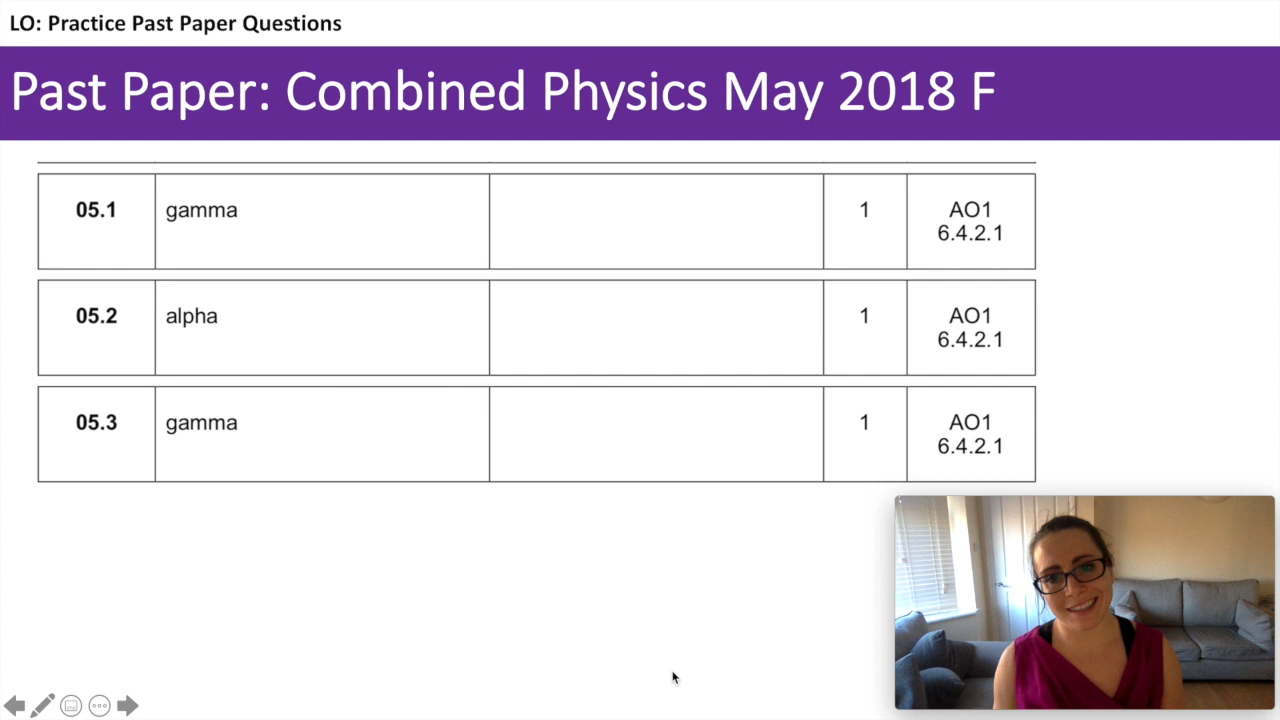 LO: Practice Past Paper Questions
Past Paper: Combined Physics May 2018 F
05.1 gamma 1 AO1
6.4.2.1
05.2 alpha 1 AO1
6.4.2.1
05.3 gamma 1 AO1
6.4.2.1